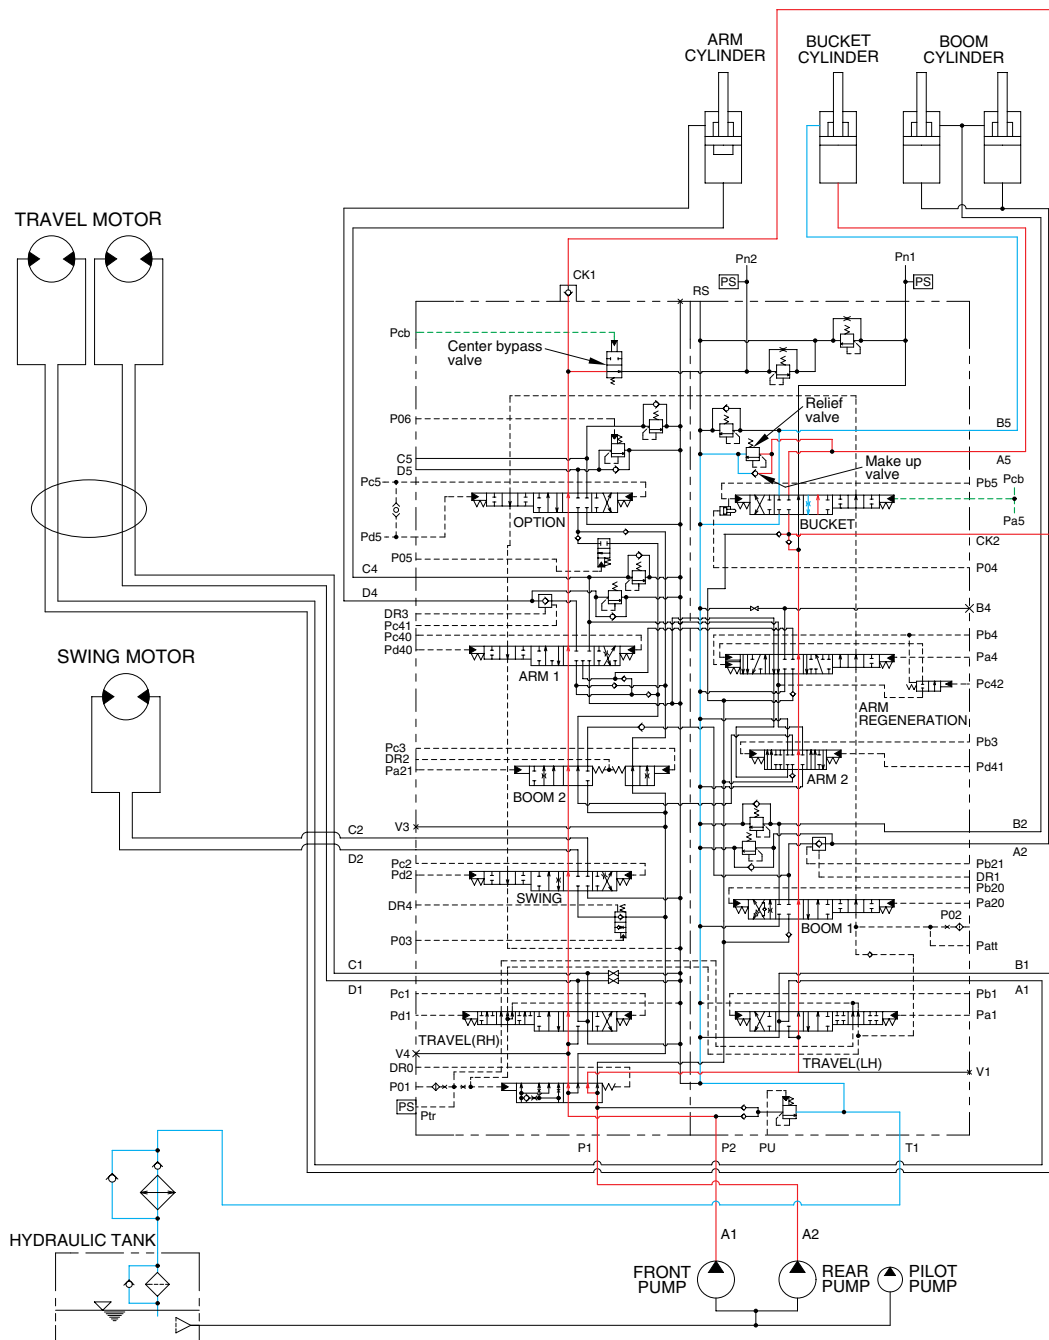 ARM
CYLINDER
BUCKET
CYLINDER
BOOM
CYLINDER
TRAVEL MOTOR
Pn2
Pn1
PS
PS
CK1
RS
Pcb
Center bypass
valve
P06
Relief
valve
B5
C5
D5
Make up
valve
A5
Pc5
Pb5
Pcb
OPTION
BUCKET
Pa5
Pd5
CK2
P05
P04
C4
D4
B4
DR3
Pc41
Pc40
Pb4
Pd40
Pa4
SWING MOTOR
ARM 1
Pc42
ARM
REGENERATION
Pc3
Pb3
DR2
Pa21
Pd41
ARM 2
BOOM 2
V3
C2
B2
D2
A2
Pc2
Pb21
Pd2
DR1
Pb20
SWING
Pa20
DR4
BOOM 1
P02
P03
Patt
C1
B1
D1
A1
Pc1
Pb1
Pd1
Pa1
TRAVEL(RH)
TRAVEL(LH)
V4
V1
DR0
P01
PS
Ptr
P1
P2
PU
T1
HYDRAULIC TANK
A1
A2
FRONT
PUMP
REAR
PUMP
PILOT
PUMP